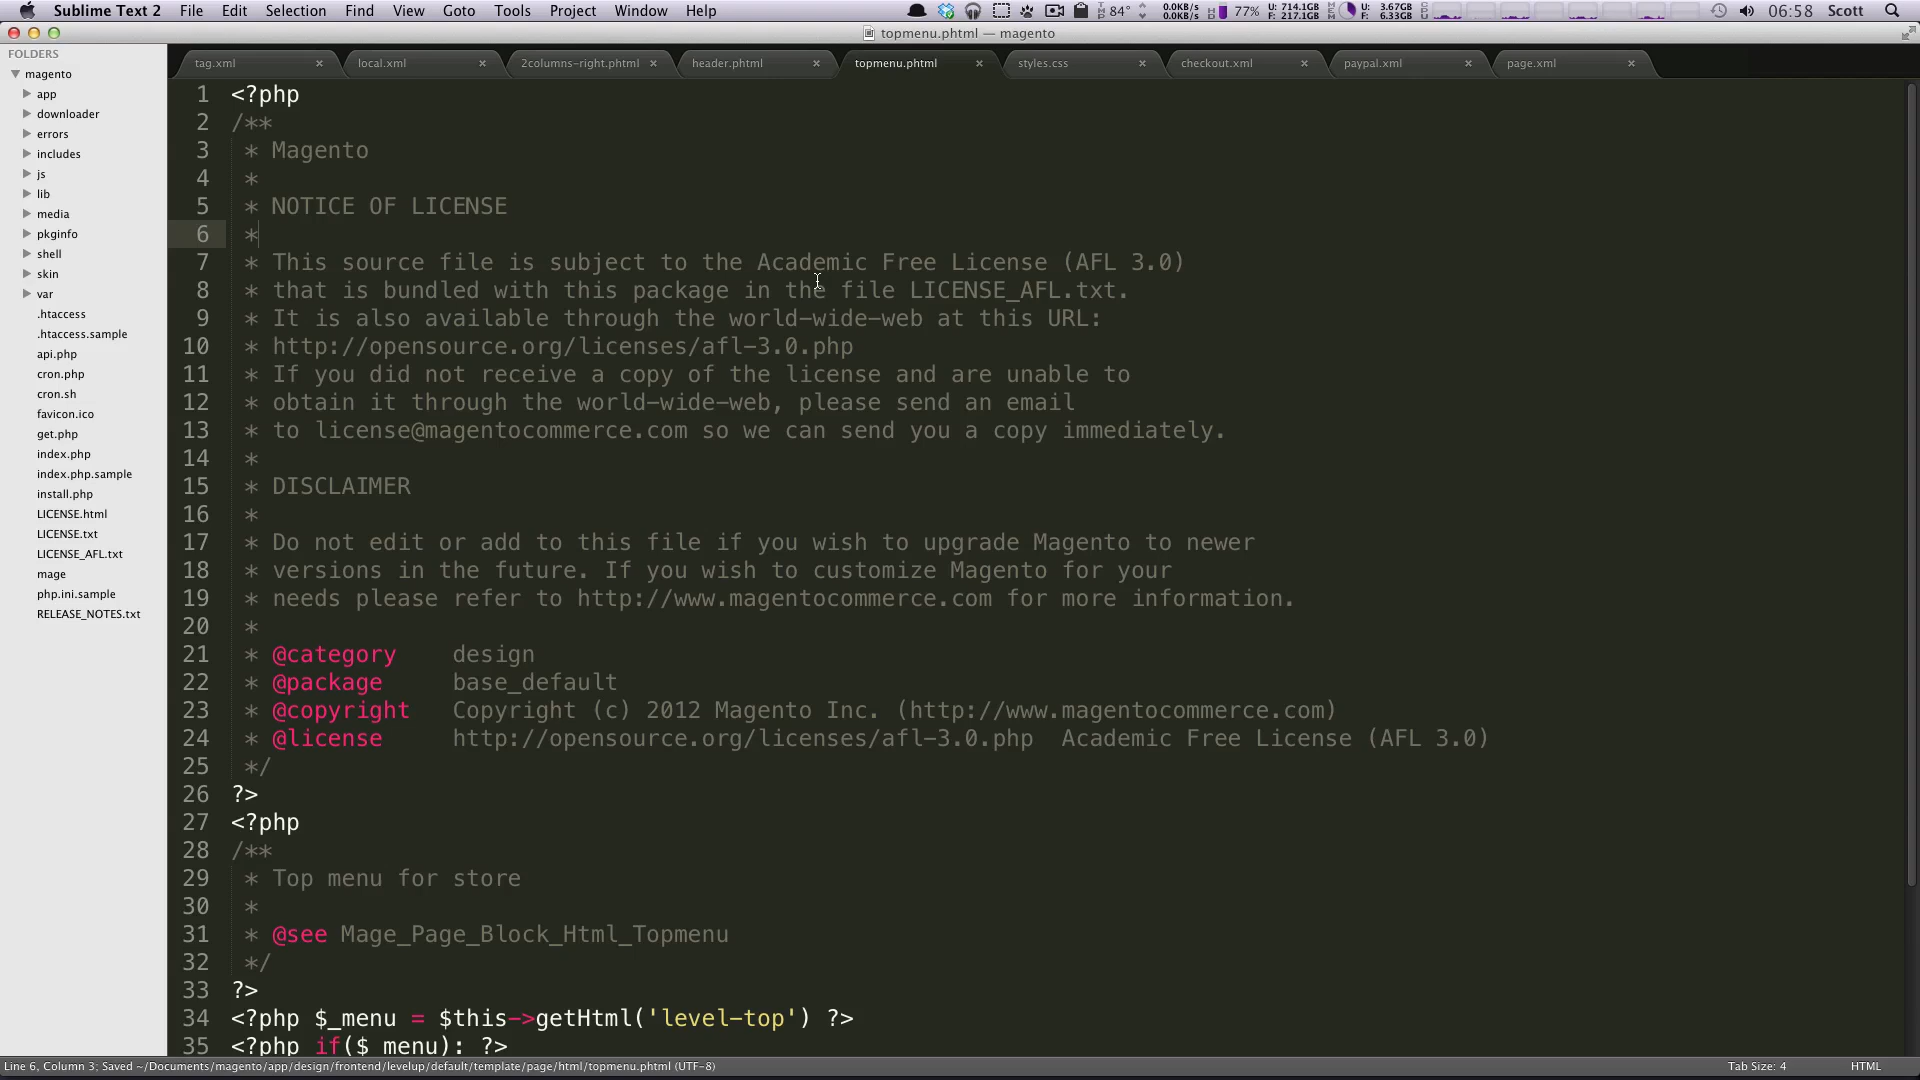 Sublime Text 2 File Edit Selection Find View Goto Tools Project Window Help 84° 0.0KB/s 0.0KB/s 77% U: 714.1GB F: 217.1GB U: 3.67GB F: 6.33GB 06:58 Scott
topmenu.phtml — magento
tag.xml × local.xml × 2columns-right.phtml × header.phtml × topmenu.phtml × styles.css × checkout.xml × paypal.xml × page.xml ×
FOLDERS
magento
app
downloader
errors
includes
js
lib
media
pkginfo
shell
skin
var
.htaccess
.htaccess.sample
api.php
cron.php
cron.sh
favicon.ico
get.php
index.php
index.php.sample
install.php
LICENSE.html
LICENSE.txt
LICENSE_AFL.txt
mage
php.ini.sample
RELEASE_NOTES.txt
1 <?php
2 /**
3 * Magento
4 *
5 * NOTICE OF LICENSE
6 *
7 * This source file is subject to the Academic Free License (AFL 3.0)
8 * that is bundled with this package in the file LICENSE_AFL.txt.
9 * It is also available through the world-wide-web at this URL:
10 * http://opensource.org/licenses/afl-3.0.php
11 * If you did not receive a copy of the license and are unable to
12 * obtain it through the world-wide-web, please send an email
13 * to license@magentocommerce.com so we can send you a copy immediately.
14 *
15 * DISCLAIMER
16 *
17 * Do not edit or add to this file if you wish to upgrade Magento to newer
18 * versions in the future. If you wish to customize Magento for your
19 * needs please refer to http://www.magentocommerce.com for more information.
20 *
21 * @category design
22 * @package base_default
23 * @copyright Copyright (c) 2012 Magento Inc. (http://www.magentocommerce.com)
24 * @license http://opensource.org/licenses/afl-3.0.php Academic Free License (AFL 3.0)
25 */
26 ?>
27 <?php
28 /**
29 * Top menu for store
30 *
31 * @see Mage_Page_Block_Html_Topmenu
32 */
33 ?>
34 <?php $_menu = $this->getHtml('level-top') ?>
35 <?php if($_menu): ?>
Line 6, Column 3; Saved ~/Documents/magento/app/design/frontend/levelup/default/template/page/html/topmenu.phtml (UTF-8) Tab Size: 4 HTML